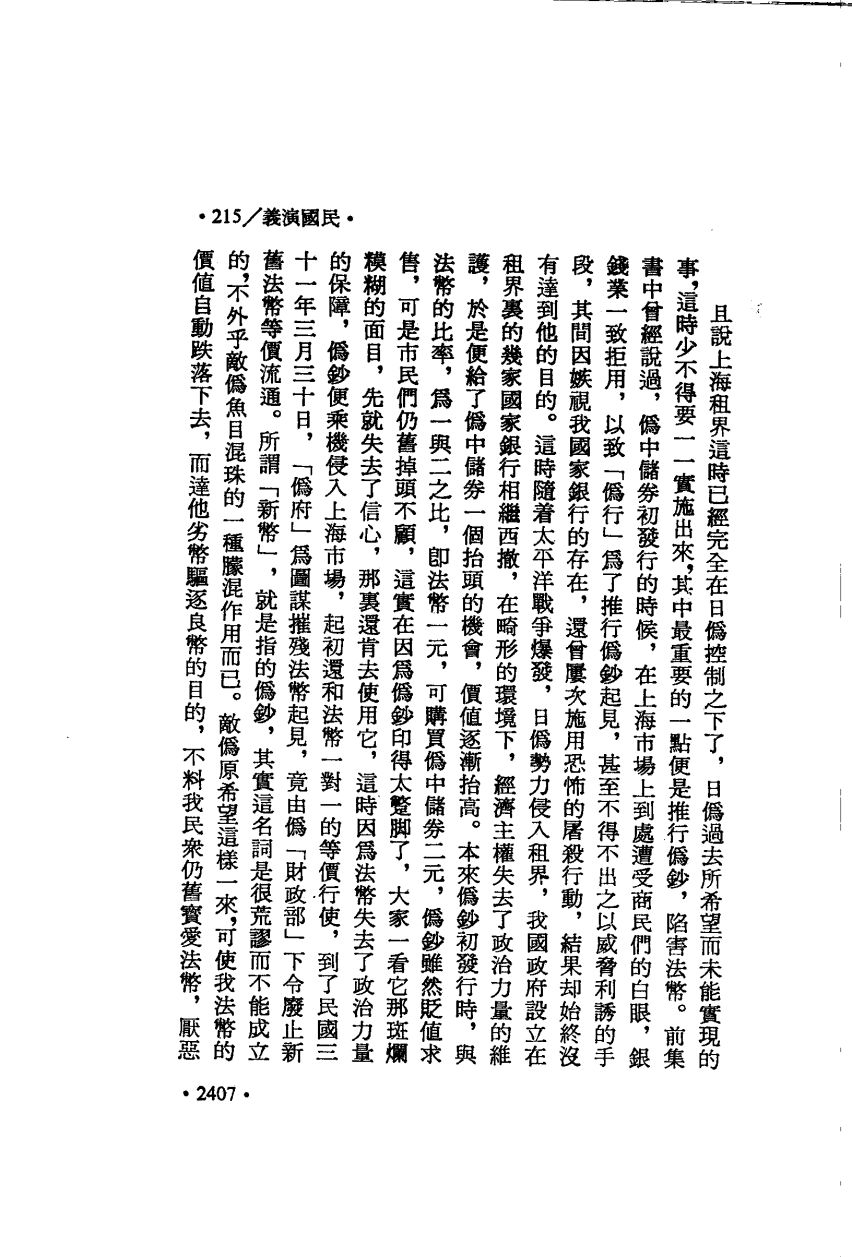 •215／義演國民•
且說上海租界這時已經完全在日僞控制之下了，日僞過去所希望而未能實現的
事，這時少不得要一一實施出來，其中最重要的一點便是推行僞鈔，陷害法幣。前集
書中曾經說過，僞中儲券初發行的時候，在上海市場上到處遭受商民們的白眼，銀
錢業一致拒用，以致「僞行」爲了推行僞鈔起見，甚至不得不出之以威脅利誘的手
段，其間因嫉視我國家銀行的存在，還曾屢次施用恐怖的屠殺行動，結果却始終沒
有達到他的目的。這時隨着太平洋戰爭爆發，日僞勢力侵入租界，我國政府設立在
租界裏的幾家國家銀行相繼西撤，在畸形的環境下，經濟主權失去了政治力量的維
護，於是便給了僞中儲券一個抬頭的機會，價値逐漸抬高。本來僞鈔初發行時，與
法幣的比率，爲一與二之比，卽法幣一元，可購買僞中儲券二元，僞鈔雖然貶值求
售，可是市民們仍舊掉頭不顧，這實在因爲僞鈔印得太蹩脚了，大家一看它那斑斕
糢糊的面目，先就失去了信心，那裏還肯去使用它，這時因爲法幣失去了政治力量
的保障，僞鈔便乘機侵入上海市場，起初還和法幣一對一的等價行使，到了民國三
十一年三月三十日，「僞府」爲圖謀摧殘法幣起見，竟由僞「財政部」下令廢止新
舊法幣等價流通。所謂「新幣」，就是指的僞鈔，其實這名詞是很荒謬而不能成立
的，不外乎敵僞魚目混珠的一種朦混作用而已。敵僞原希望這樣一來，可使我法幣的
價值自動跌落下去，而達他劣幣驅逐良幣的目的，不料我民衆仍舊寶愛法幣，厭惡
•2407•